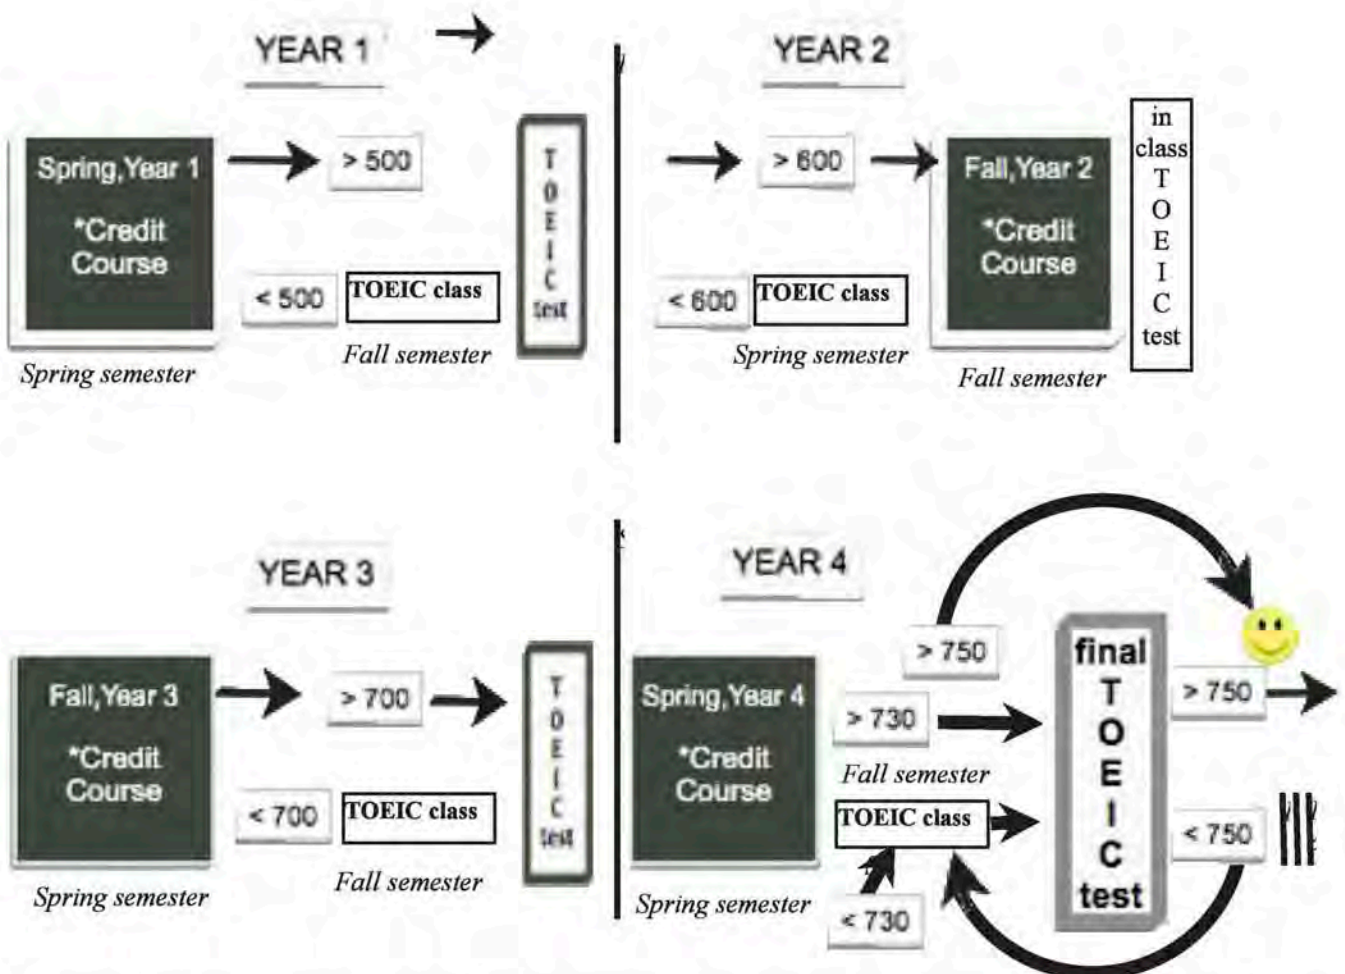 YEAR 1
Spring,Year 1
*Credit
Course
Spring semester
> 500
< 500
TOEIC class
Fall semester
T
O
E
I
C
test
YEAR 2
> 600
< 600
TOEIC class
Spring semester
Fall,Year 2
*Credit
Course
Fall semester
in
class
T
O
E
I
C
test
YEAR 3
Fall,Year 3
*Credit
Course
Spring semester
> 700
< 700
TOEIC class
Fall semester
T
O
E
I
C
test
YEAR 4
Spring,Year 4
*Credit
Course
Spring semester
> 750
> 730
Fall semester
TOEIC class
< 730
final
T
O
E
I
C
test
> 750
< 750